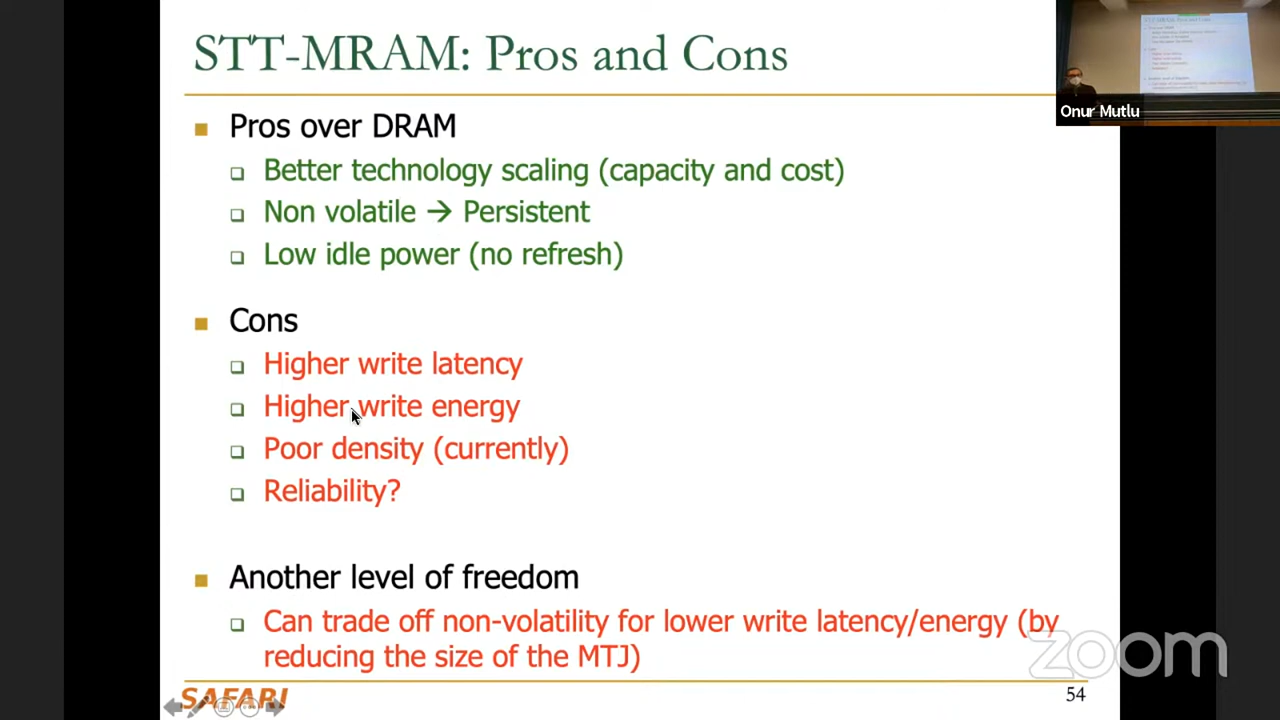 STT-MRAM: Pros and Cons
Onur Mutlu
Pros over DRAM
Better technology scaling (capacity and cost)
Non volatile → Persistent
Low idle power (no refresh)
Cons
Higher write latency
Higher write energy
Poor density (currently)
Reliability?
Another level of freedom
Can trade off non-volatility for lower write latency/energy (by
reducing the size of the MTJ)
zoom
SAFARI
54